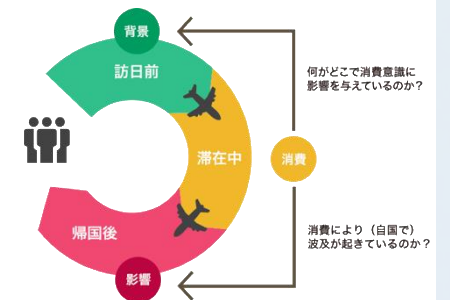 背景
訪日前
何がどこで消費意識に
影響を与えているのか？
滞在中
消費
帰国後
消費により（自国で）
波及が起きているのか？
影響